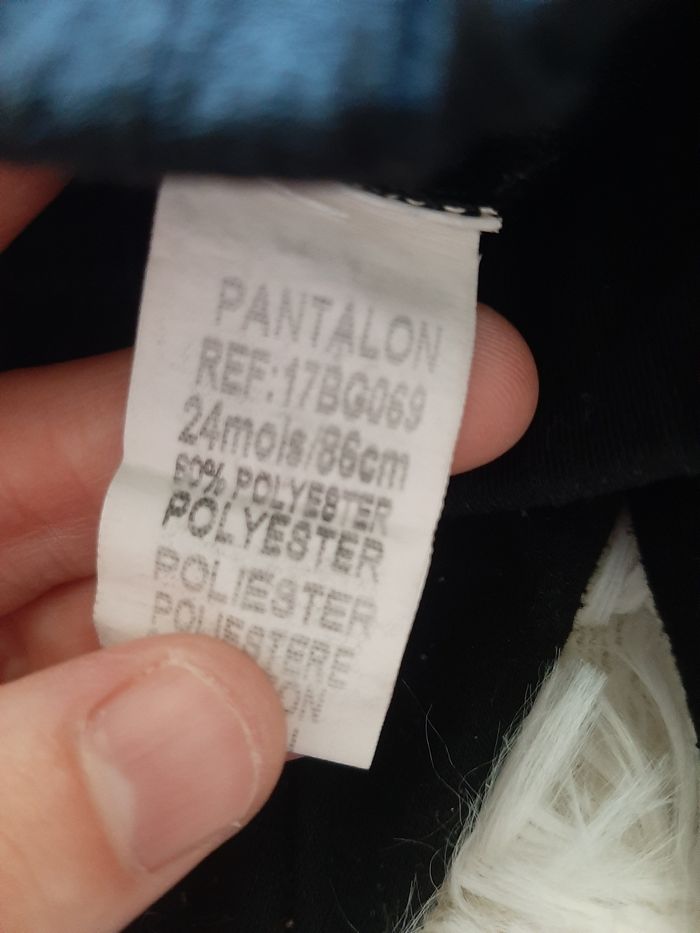 PANTALON
REF:17BG069
24mois/86cm
60% POLYESTER
POLYESTER
POLIESTER
POLIESTERE